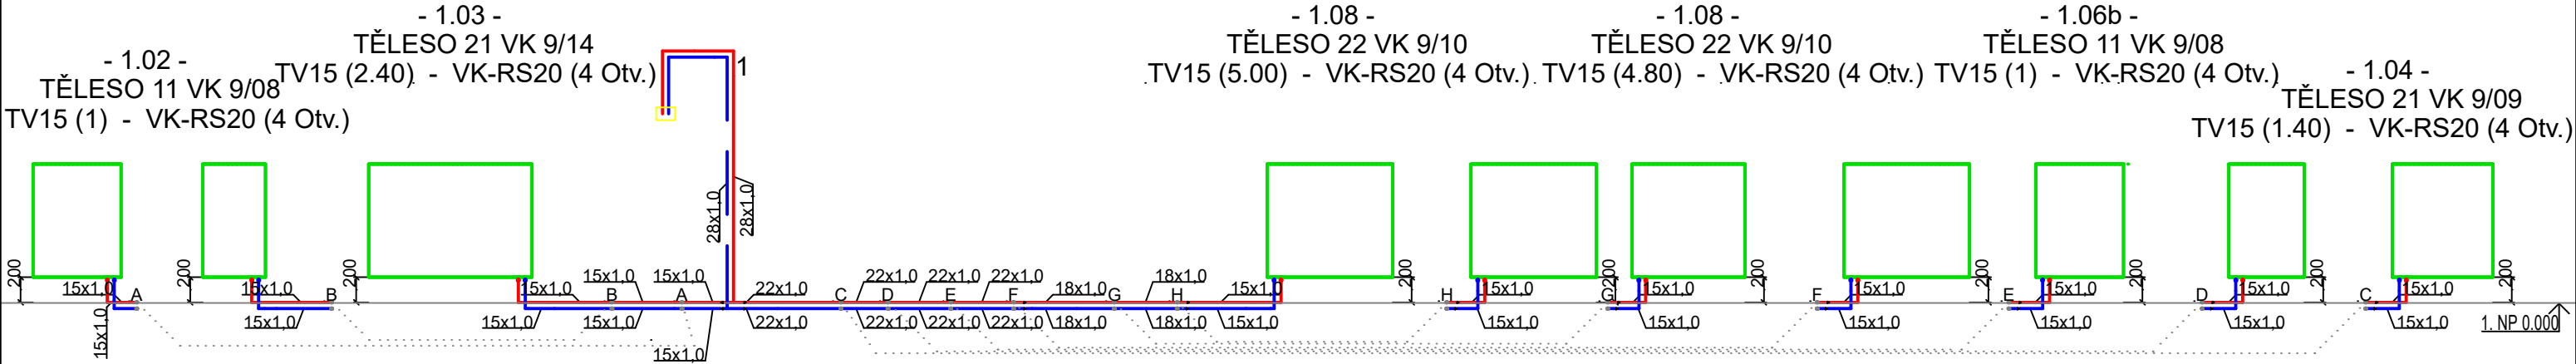 - 1.02 -
TĚLESO 11 VK 9/08
TV15 (1) - VK-RS20 (4 Otv.)
- 1.03 -
TĚLESO 21 VK 9/14
TV15 (2.40) - VK-RS20 (4 Otv.)
1
- 1.08 -
TĚLESO 22 VK 9/10
TV15 (5.00) - VK-RS20 (4 Otv.)
- 1.08 -
TĚLESO 22 VK 9/10
TV15 (4.80) - VK-RS20 (4 Otv.)
- 1.06b -
TĚLESO 11 VK 9/08
TV15 (1) - VK-RS20 (4 Otv.)
- 1.04 -
TĚLESO 21 VK 9/09
TV15 (1.40) - VK-RS20 (4 Otv.)
28x1,0
28x1,0
200
15x1,0
A
15x1,0
200
15x1,0
B
15x1,0
200
15x1,0
15x1,0
15x1,0
B
15x1,0
15x1,0
A
15x1,0
22x1,0
22x1,0
C
22x1,0
D
22x1,0
22x1,0
E
22x1,0
22x1,0
F
22x1,0
18x1,0
18x1,0
G
18x1,0
H
18x1,0
15x1,0
15x1,0
200
H
15x1,0
15x1,0
200
G
15x1,0
15x1,0
200
F
15x1,0
15x1,0
200
E
15x1,0
15x1,0
200
D
15x1,0
15x1,0
200
C
15x1,0
15x1,0
200
1. NP 0.000